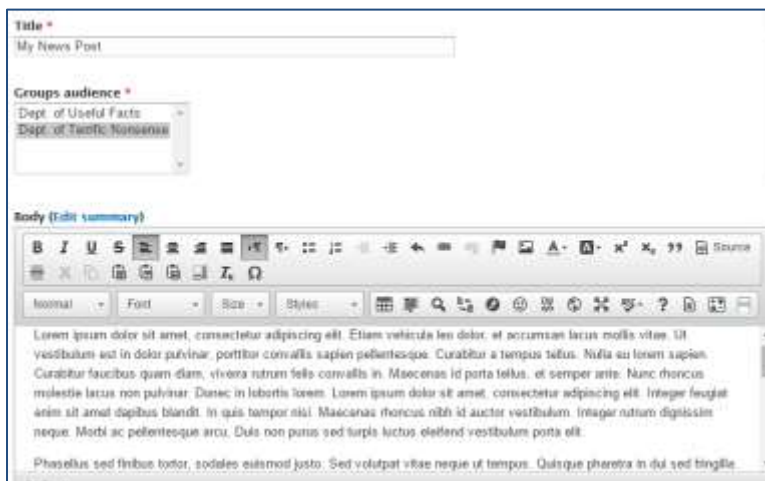 Title *
My News Post
Groups audience *
Dept. of Useful Facts
Dept. of Terrific Nonsense
Body (Edit summary)
B I U S x² x₂ Source
Normal Font Size Styles ?
Lorem ipsum dolor sit amet, consectetur adipiscing elit. Etiam vehicula leo dolor, et accumsan lacus mollis vitae. Ut
vestibulum est in dolor pulvinar, porttitor convallis sapien pellentesque. Curabitur a tempus tellus. Nulla eu lorem sapien.
Curabitur faucibus quam diam, viverra rutrum felis convallis in. Maecenas id porta tellus, et semper ante. Nunc rhoncus
molestie lacus non pulvinar. Donec in lobortis lorem. Lorem ipsum dolor sit amet, consectetur adipiscing elit. Integer feugiat
enim sit amet dapibus blandit. In quis tempor nisl. Maecenas rhoncus nibh id auctor vestibulum. Integer rutrum dignissim
neque. Morbi ac pellentesque arcu. Duis non purus sed turpis luctus eleifend vestibulum porta elit.
Phasellus sed finibus tortor, sodales euismod justo. Sed volutpat vitae neque ut tempus. Quisque pharetra in dui sed fringilla.